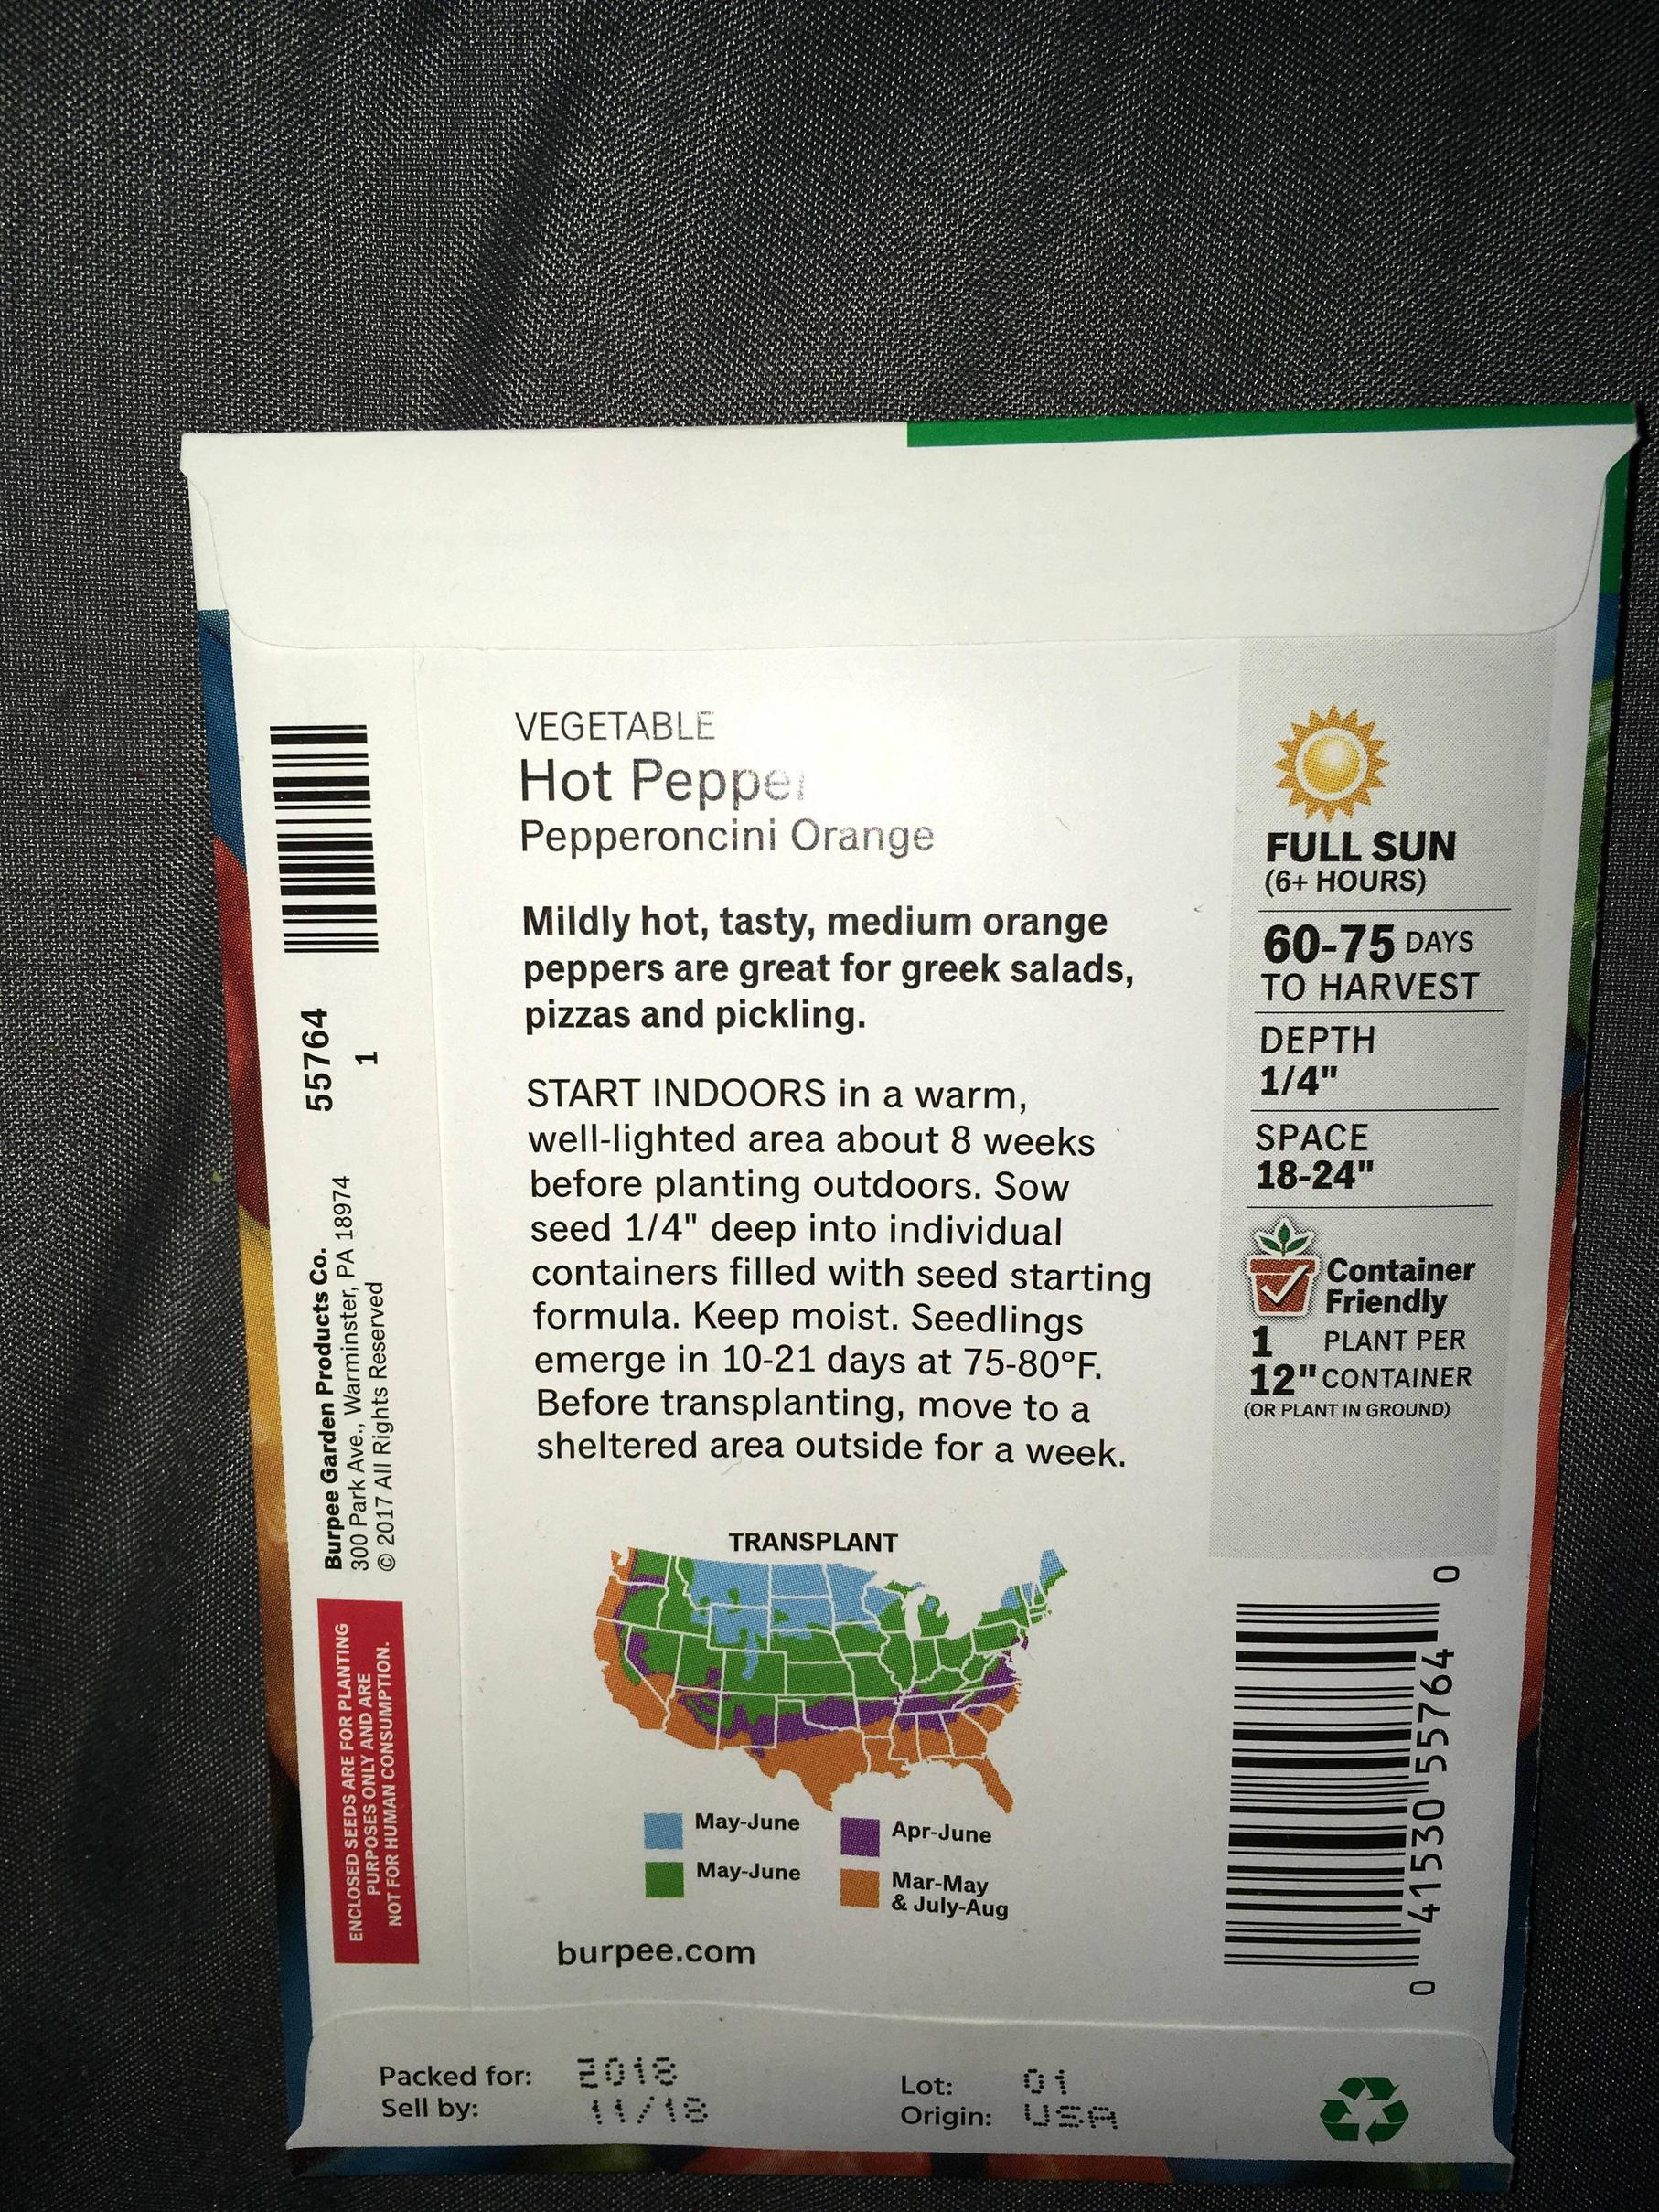 VEGETABLE
Hot Pepper
Pepperoncini Orange
Mildly hot, tasty, medium orange
peppers are great for greek salads,
pizzas and pickling.
START INDOORS in a warm,
well-lighted area about 8 weeks
before planting outdoors. Sow
seed 1/4" deep into individual
containers filled with seed starting
formula. Keep moist. Seedlings
emerge in 10-21 days at 75-80°F.
Before transplanting, move to a
sheltered area outside for a week.
TRANSPLANT
May-June
Apr-June
May-June
Mar-May
& July-Aug
burpee.com
FULL SUN
(6+ HOURS)
60-75 DAYS
TO HARVEST
DEPTH
1/4"
SPACE
18-24"
Container
Friendly
1 PLANT PER
12" CONTAINER
(OR PLANT IN GROUND)
0 41530 55764 0
55764
1
Burpee Garden Products Co.
300 Park Ave., Warminster, PA 18974
© 2017 All Rights Reserved
ENCLOSED SEEDS ARE FOR PLANTING
PURPOSES ONLY AND ARE
NOT FOR HUMAN CONSUMPTION.
Packed for: 2018
Sell by: 11/18
Lot: 01
Origin: USA